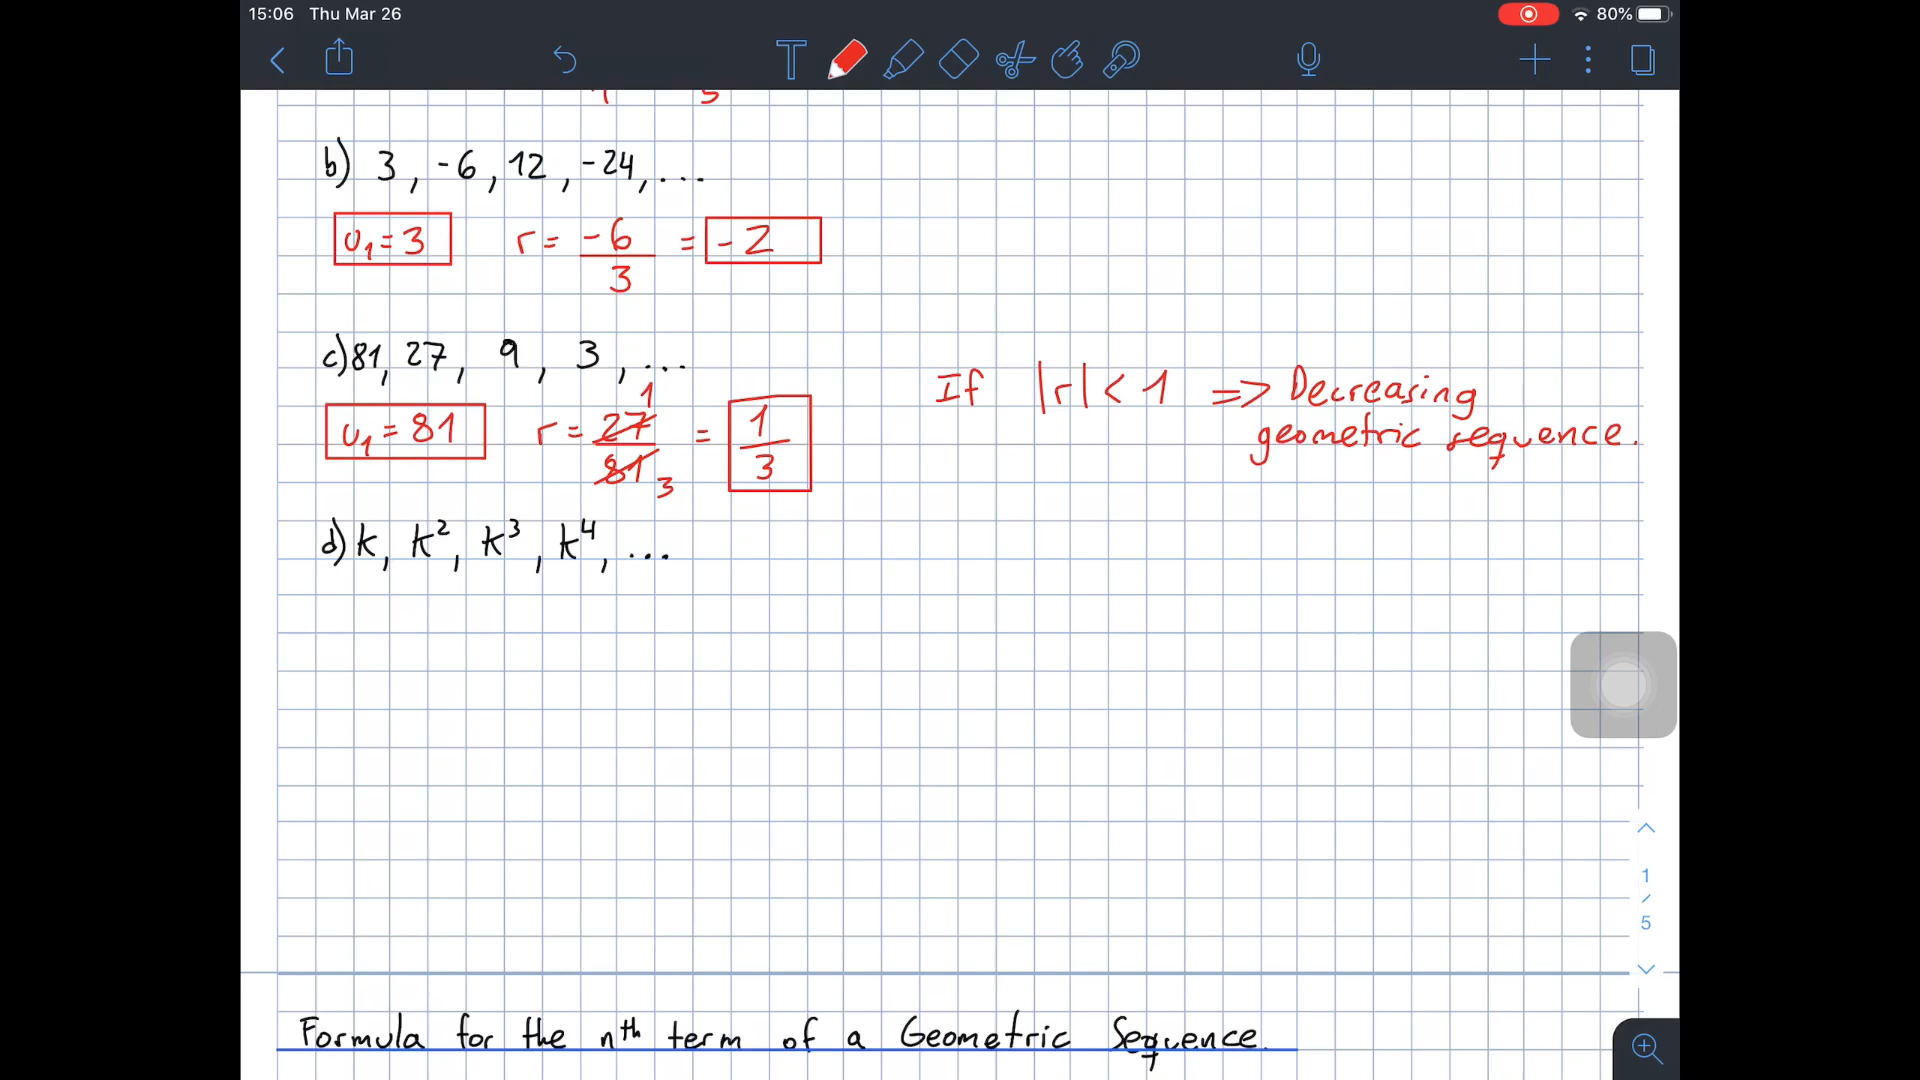 15:06 Thu Mar 26 80%
b) 3, -6, 12, -24, ...
u₁ = 3 r = -6/3 = -2
c) 81, 27, 9, 3, ...
If |r| < 1 => Decreasing
geometric sequence.
u₁ = 81 r = 27/81 1 3 = 1/3
d) k, k², k³, k⁴, ...
1
/
5
Formula for the nth term of a Geometric Sequence.